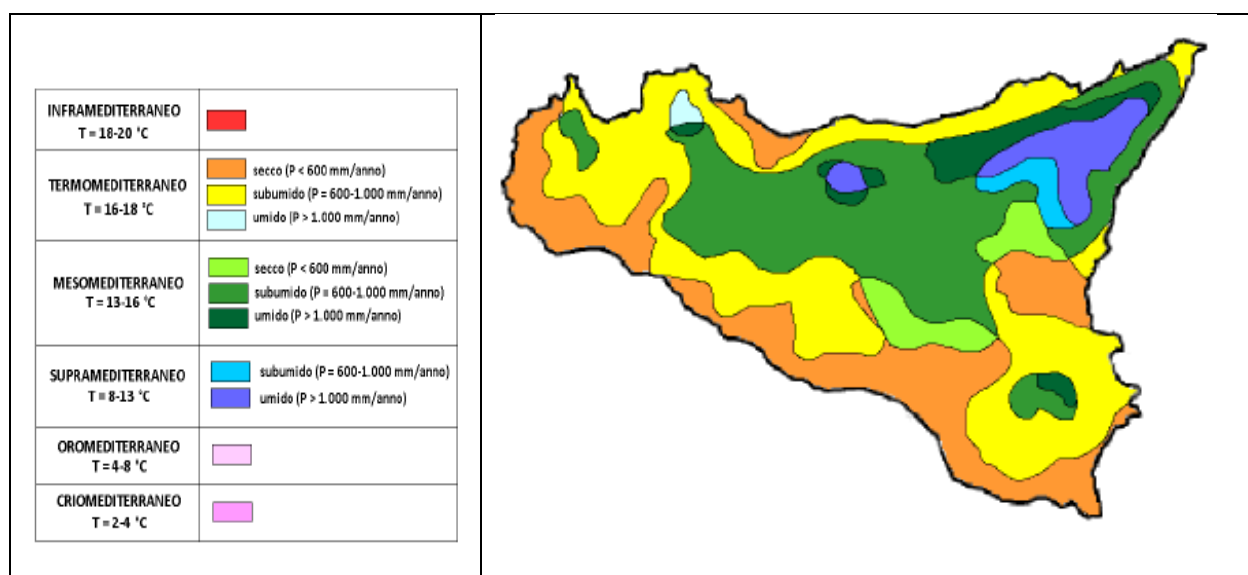 INFRAMEDITERRANEO
T = 18-20 °C
TERMOMEDITERRANEO
T = 16-18 °C
secco (P < 600 mm/anno)
subumido (P = 600-1.000 mm/anno)
umido (P > 1.000 mm/anno)
MESOMEDITERRANEO
T = 13-16 °C
secco (P < 600 mm/anno)
subumido (P = 600-1.000 mm/anno)
umido (P > 1.000 mm/anno)
SUPRAMEDITERRANEO
T = 8-13 °C
subumido (P = 600-1.000 mm/anno)
umido (P > 1.000 mm/anno)
OROMEDITERRANEO
T = 4-8 °C
CRIOMEDITERRANEO
T = 2-4 °C